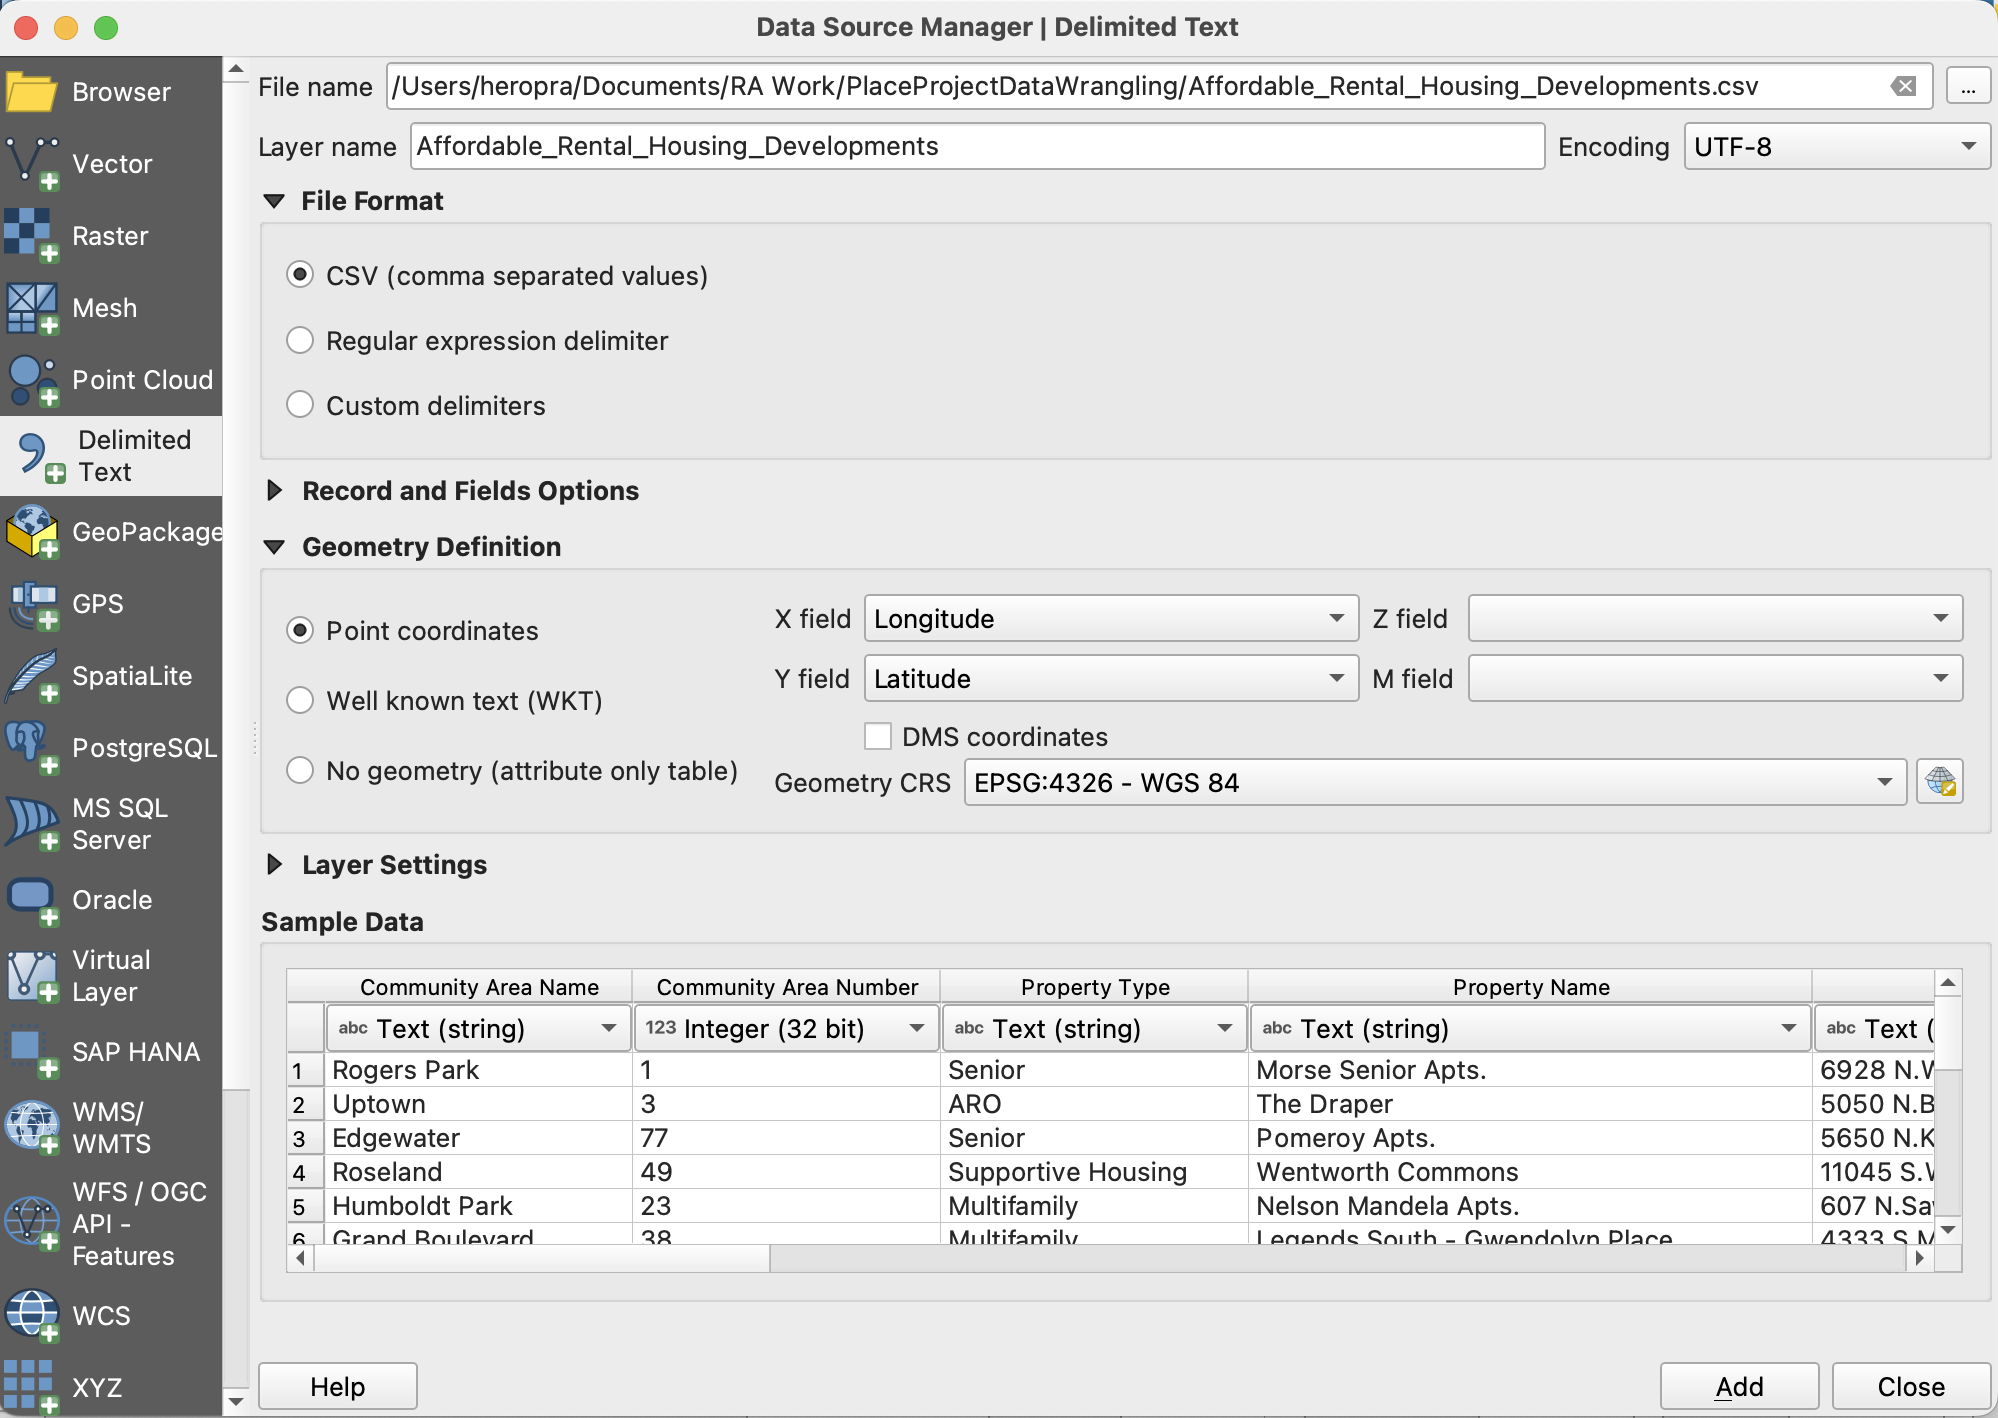 Data Source Manager | Delimited Text
Browser
Vector
Raster
Mesh
Point Cloud
Delimited
Text
GeoPackage
GPS
SpatiaLite
PostgreSQL
MS SQL
Server
Oracle
Virtual
Layer
SAP HANA
WMS/
WMTS
WFS / OGC
API -
Features
WCS
XYZ
File name /Users/heropra/Documents/RA Work/PlaceProjectDataWrangling/Affordable_Rental_Housing_Developments.csv ...
Layer name Affordable_Rental_Housing_Developments Encoding UTF-8
File Format
CSV (comma separated values)
Regular expression delimiter
Custom delimiters
Record and Fields Options
Geometry Definition
Point coordinates
Well known text (WKT)
No geometry (attribute only table)
X field Longitude Z field
Y field Latitude M field
DMS coordinates
Geometry CRS EPSG:4326 - WGS 84
Layer Settings
Sample Data
Community Area Name Community Area Number Property Type Property Name
abc Text (string) 123 Integer (32 bit) abc Text (string) abc Text (string) abc Text (
1 Rogers Park 1 Senior Morse Senior Apts. 6928 N.W
2 Uptown 3 ARO The Draper 5050 N.B
3 Edgewater 77 Senior Pomeroy Apts. 5650 N.K
4 Roseland 49 Supportive Housing Wentworth Commons 11045 S.W
5 Humboldt Park 23 Multifamily Nelson Mandela Apts. 607 N.Sa
6 Grand Boulevard 38 Multifamily Legends South - Gwendolyn Place 4333 S.M
Help Add Close